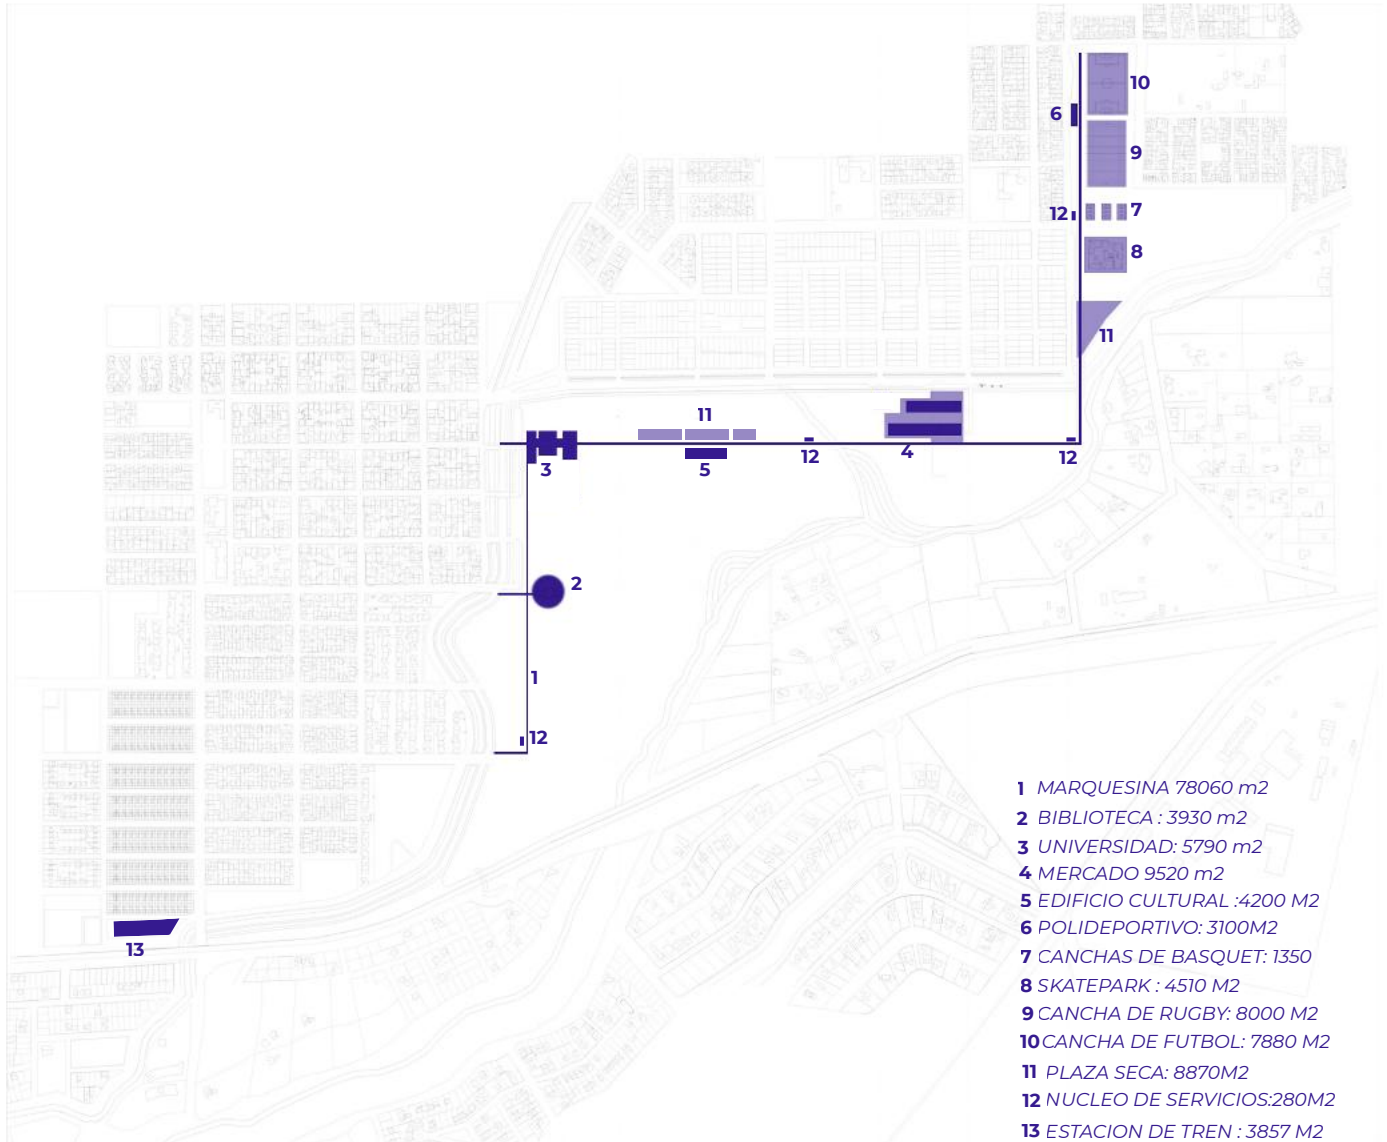 10
6
9
7
12
8
11
11
3
5
12
4
12
2
1
12
13
1 MARQUESINA 78060 m2
2 BIBLIOTECA : 3930 m2
3 UNIVERSIDAD: 5790 m2
4 MERCADO 9520 m2
5 EDIFICIO CULTURAL :4200 M2
6 POLIDEPORTIVO: 3100M2
7 CANCHAS DE BASQUET: 1350
8 SKATEPARK : 4510 M2
9 CANCHA DE RUGBY: 8000 M2
10 CANCHA DE FUTBOL: 7880 M2
11 PLAZA SECA: 8870M2
12 NUCLEO DE SERVICIOS:280M2
13 ESTACION DE TREN : 3857 M2